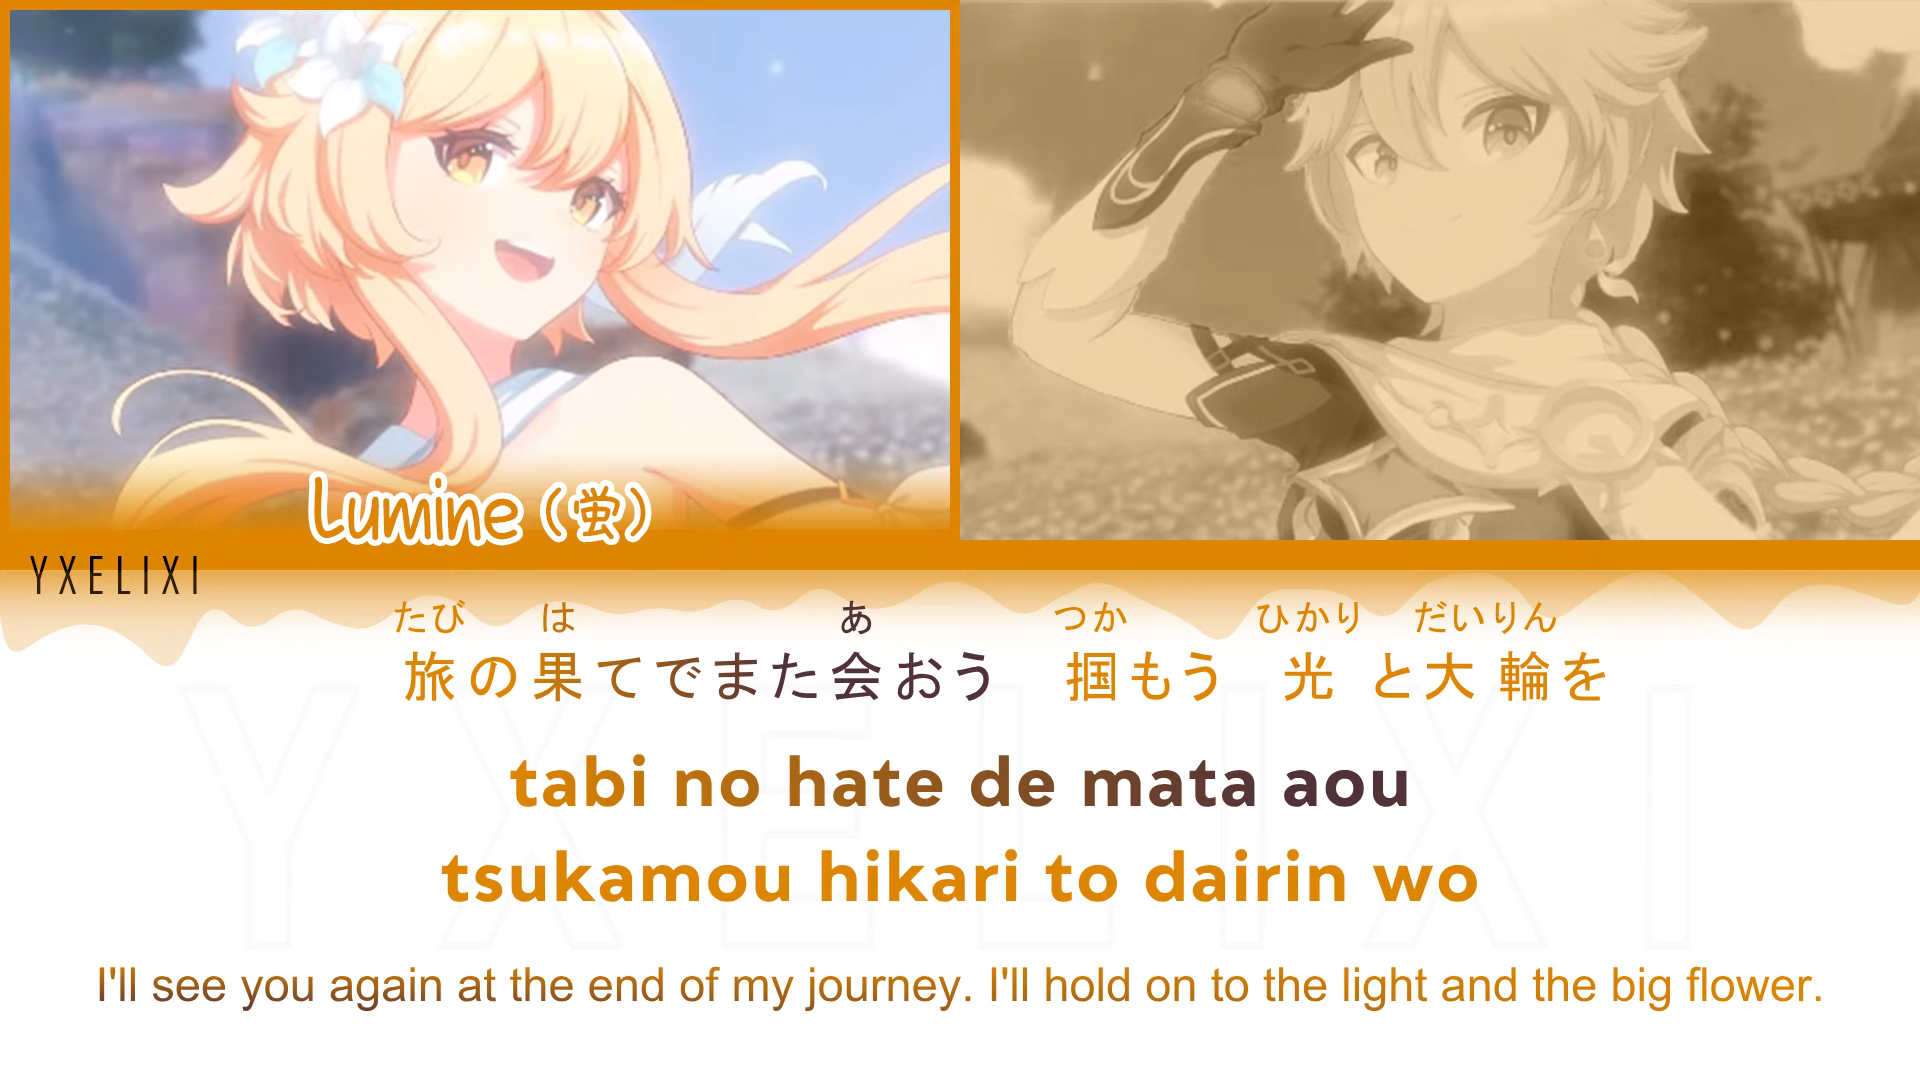 Lumine (蛍)
YXELIXI
たび は あ つか ひかり だいりん
旅の果てでまた会おう 掴もう 光 と大 輪を
YXELIXI
tabi no hate de mata aou
tsukamou hikari to dairin wo
I'll see you again at the end of my journey. I'll hold on to the light and the big flower.